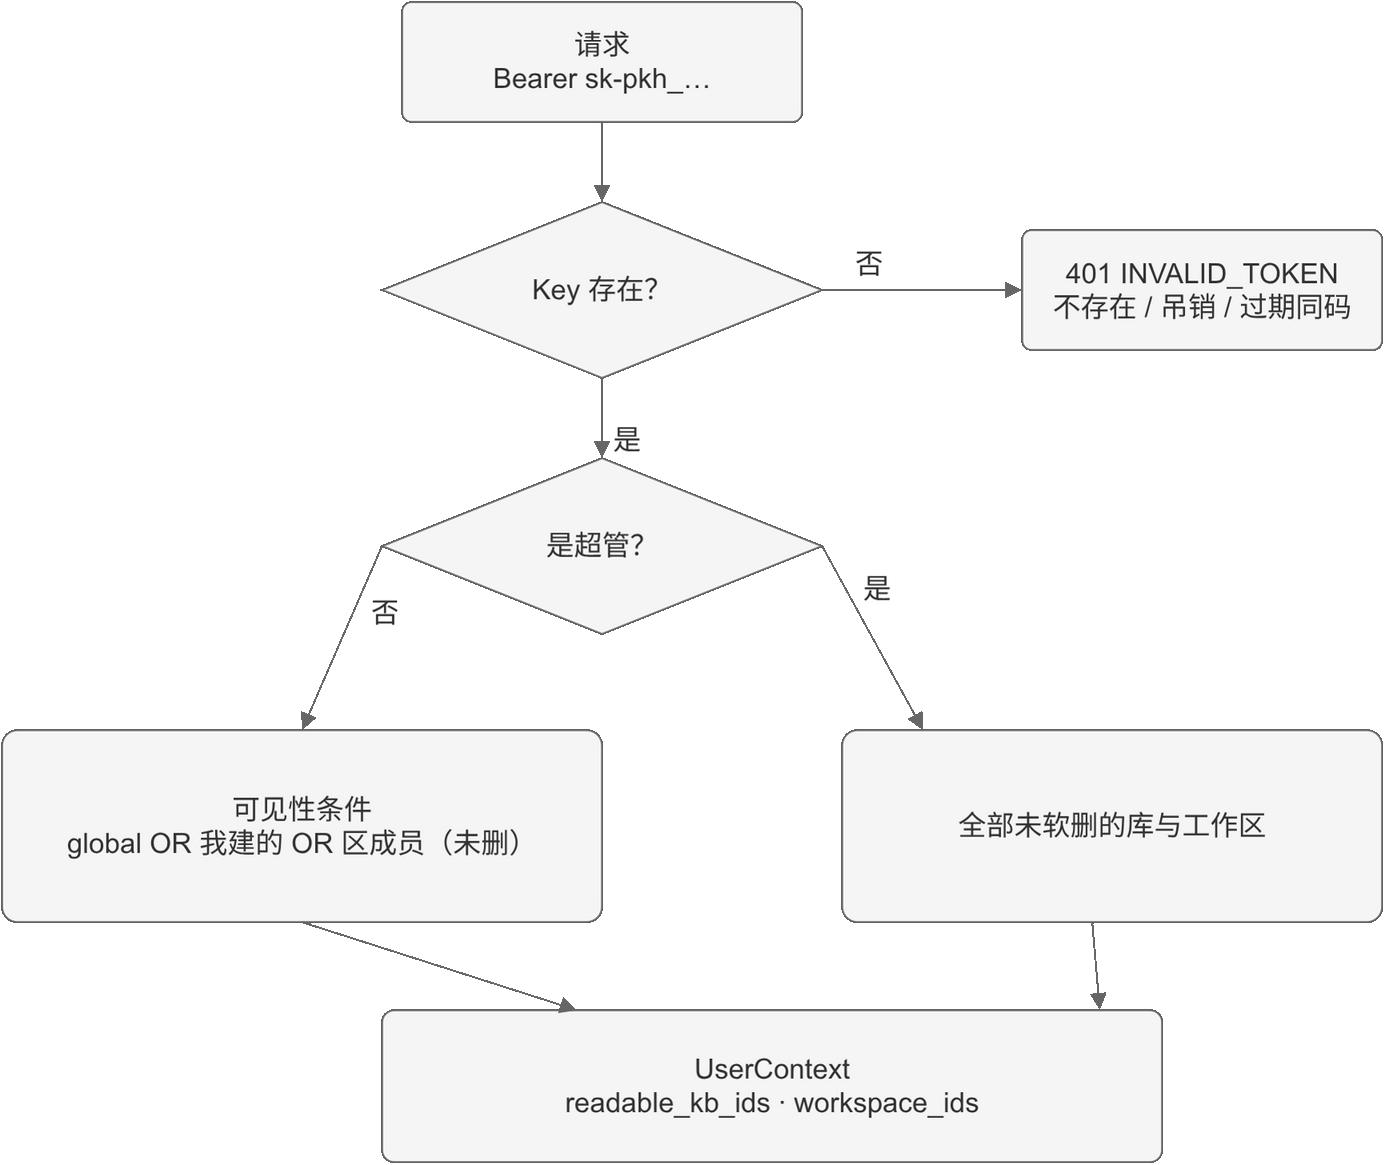 请求
Bearer sk-pkh_…
Key 存在？
否
401 INVALID_TOKEN
不存在 / 吊销 / 过期同码
是
是超管？
否
是
可见性条件
global OR 我建的 OR 区成员（未删）
全部未软删的库与工作区
UserContext
readable_kb_ids · workspace_ids